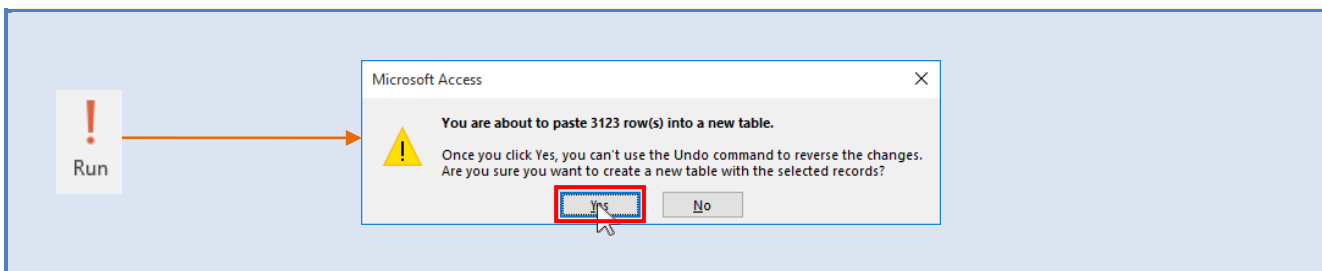 Microsoft Access
You are about to paste 3123 row(s) into a new table.
Run
Once you click Yes, you can't use the Undo command to reverse the changes.
Are you sure you want to create a new table with the selected records?
Yes
No